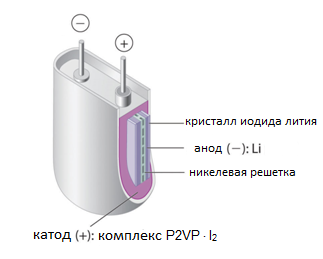 −
+
кристалл иодида лития
анод (−): Li
никелевая решетка
катод (+): комплекс P2VP · I₂